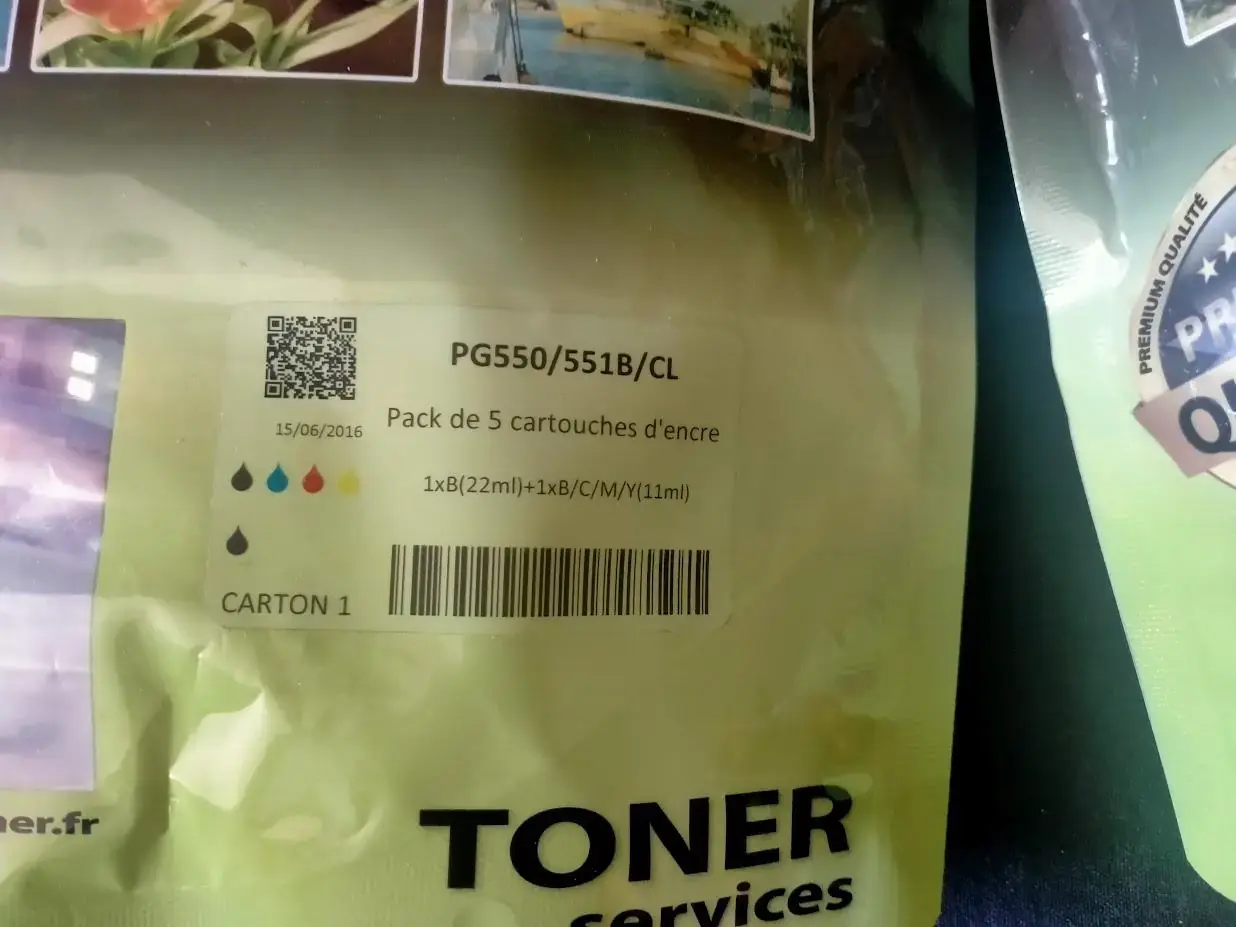 PG550/551B/CL
15/06/2016
Pack de 5 cartouches d'encre
1xB(22ml)+1xB/C/M/Y(11ml)
CARTON 1
er.fr
TONER
services
PREMIUM QUALITÉ